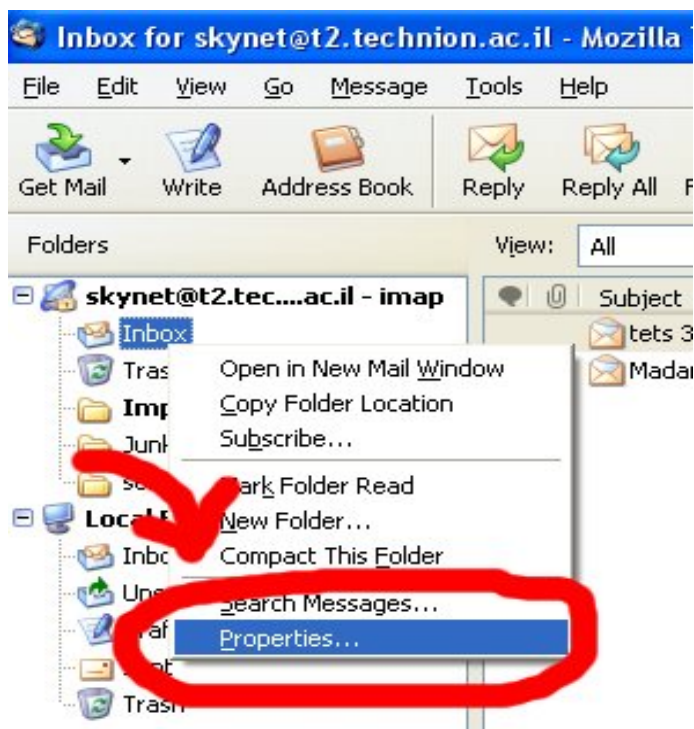 Inbox for skynet@t2.technion.ac.il - Mozilla
File Edit View Go Message Tools Help
Get Mail Write Address Book Reply Reply All
Folders View: All
skynet@t2.tec....ac.il - imap Subject
Inbox tets 3
Open in New Mail Window
Copy Folder Location
Subscribe...
Mark Folder Read
New Folder...
Compact This Folder
Search Messages...
Properties...
Trash